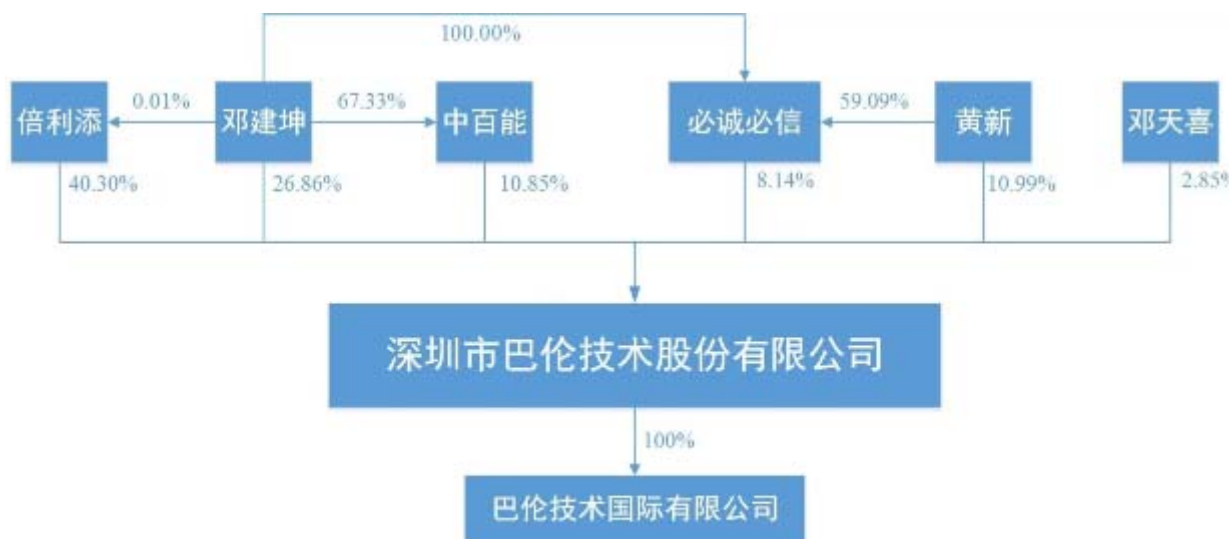 100.00%
倍利添
0.01%
邓建坤
67.33%
中百能
必诚必信
59.09%
黄新
邓天喜
40.30%
26.86%
10.85%
8.14%
10.99%
2.85%
深圳市巴伦技术股份有限公司
100%
巴伦技术国际有限公司